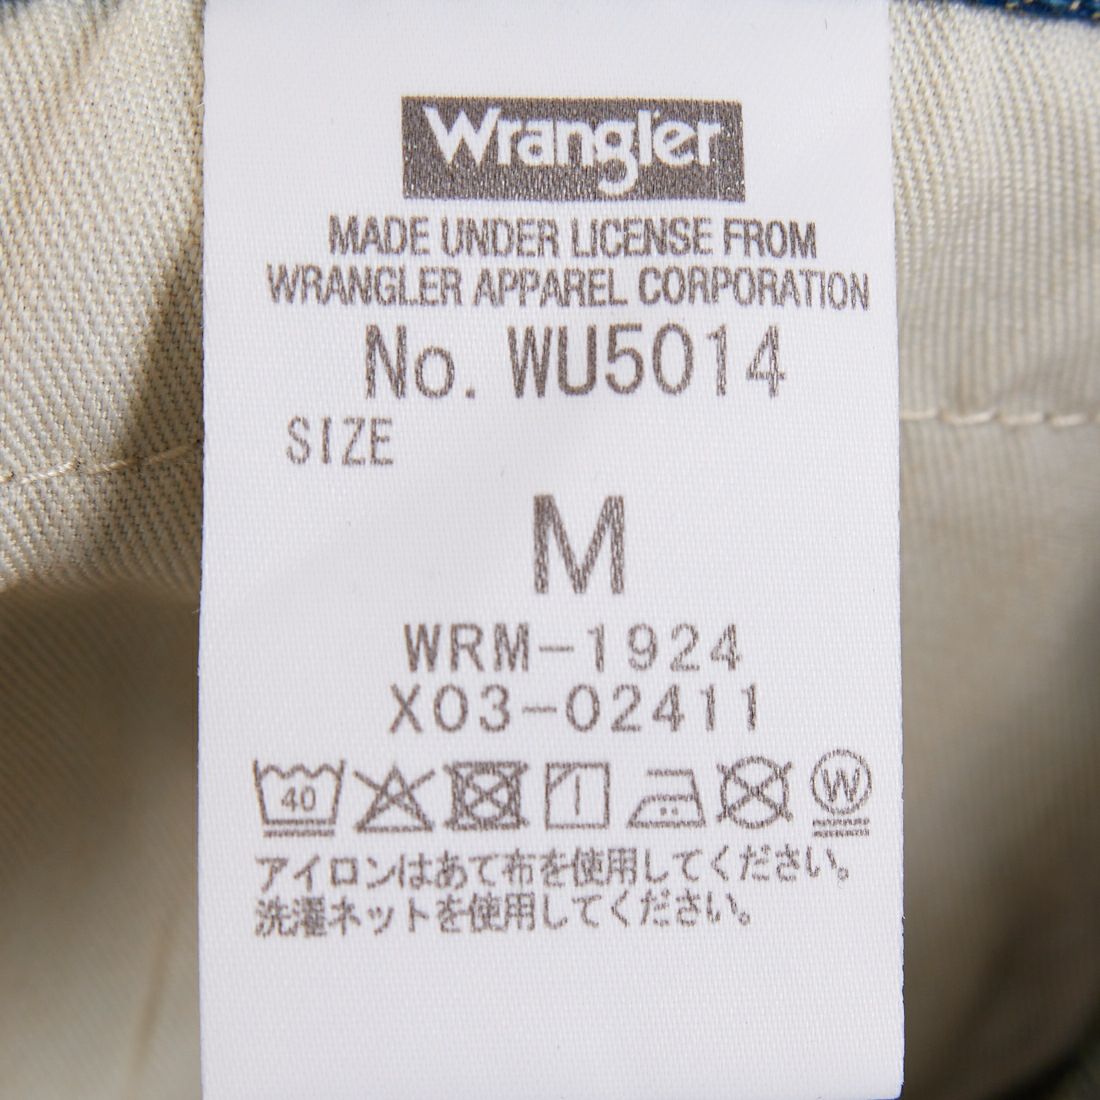 Wrangler
MADE UNDER LICENSE FROM
WRANGLER APPAREL CORPORATION
No. WU5014
SIZE
M
WRM-1924
X03-02411
40 W
アイロンはあて布を使用してください。
洗濯ネットを使用してください。